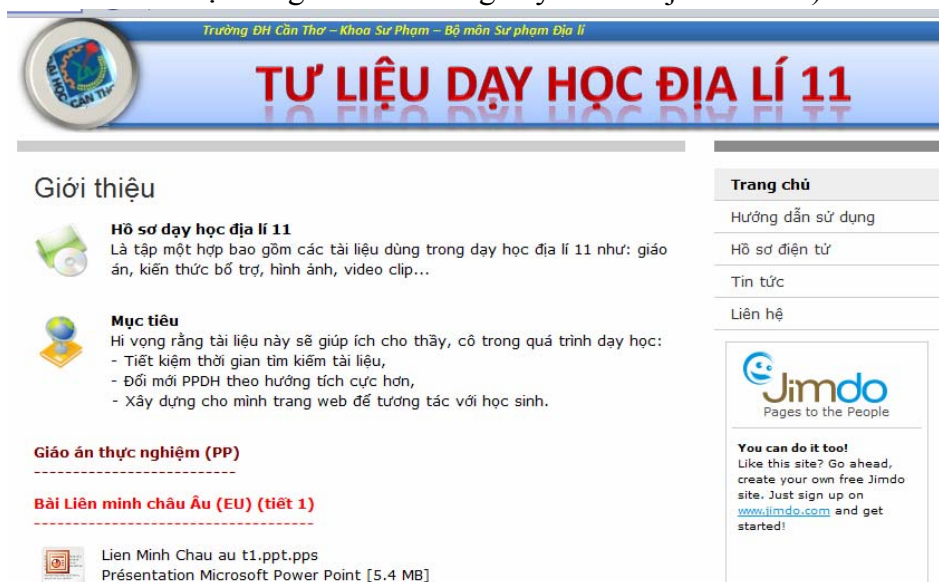 Trường ĐH Cần Thơ – Khoa Sư Phạm – Bộ môn Sư phạm Địa lí
TƯ LIỆU DẠY HỌC ĐỊA LÍ 11
Giới thiệu
Hồ sơ dạy học địa lí 11
Là tập một hợp bao gồm các tài liệu dùng trong dạy học địa lí 11 như: giáo
án, kiến thức bổ trợ, hình ảnh, video clip...
Mục tiêu
Hi vọng rằng tài liệu này sẽ giúp ích cho thầy, cô trong quá trình dạy học:
- Tiết kiệm thời gian tìm kiếm tài liệu,
- Đổi mới PPDH theo hướng tích cực hơn,
- Xây dựng cho mình trang web để tương tác với học sinh.
Giáo án thực nghiệm (PP)
--------------------------
Bài Liên minh châu Âu (EU) (tiết 1)
------------------------------------
Lien Minh Chau au t1.ppt.pps
Présentation Microsoft Power Point [5.4 MB]
Trang chủ
Hướng dẫn sử dụng
Hồ sơ điện tử
Tin tức
Liên hệ
Jimdo
Pages to the People
You can do it too!
Like this site? Go ahead,
create your own free Jimdo
site. Just sign up on
www.jimdo.com and get
started!